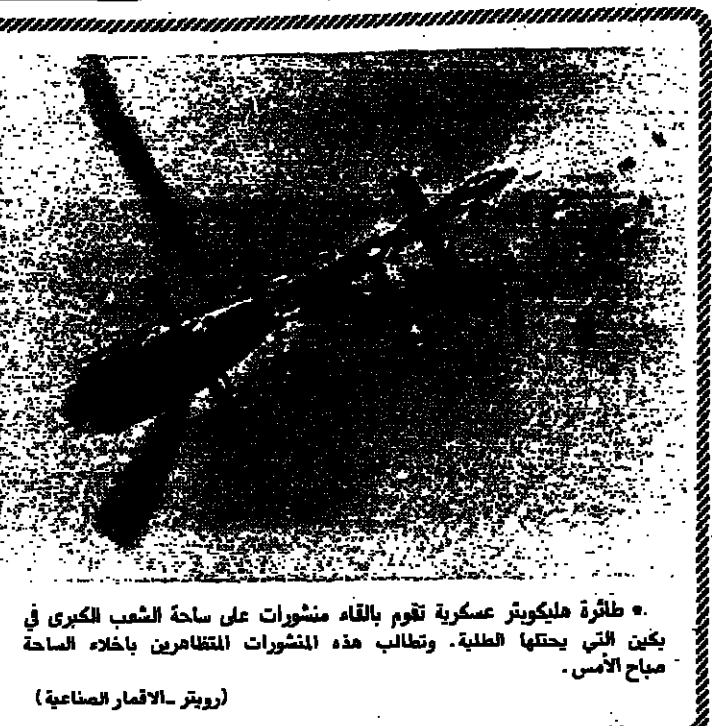 • طائرة هليكوبتر عسكرية تقوم بالقاء منشورات على ساحة الشعب الكبرى في
بكين التي يحتلها الطلبة. وتطالب هذه المنشورات المتظاهرين باخلاء الساحة
صباح الأمس.
(رويتر ـ الاقمار الصناعية)